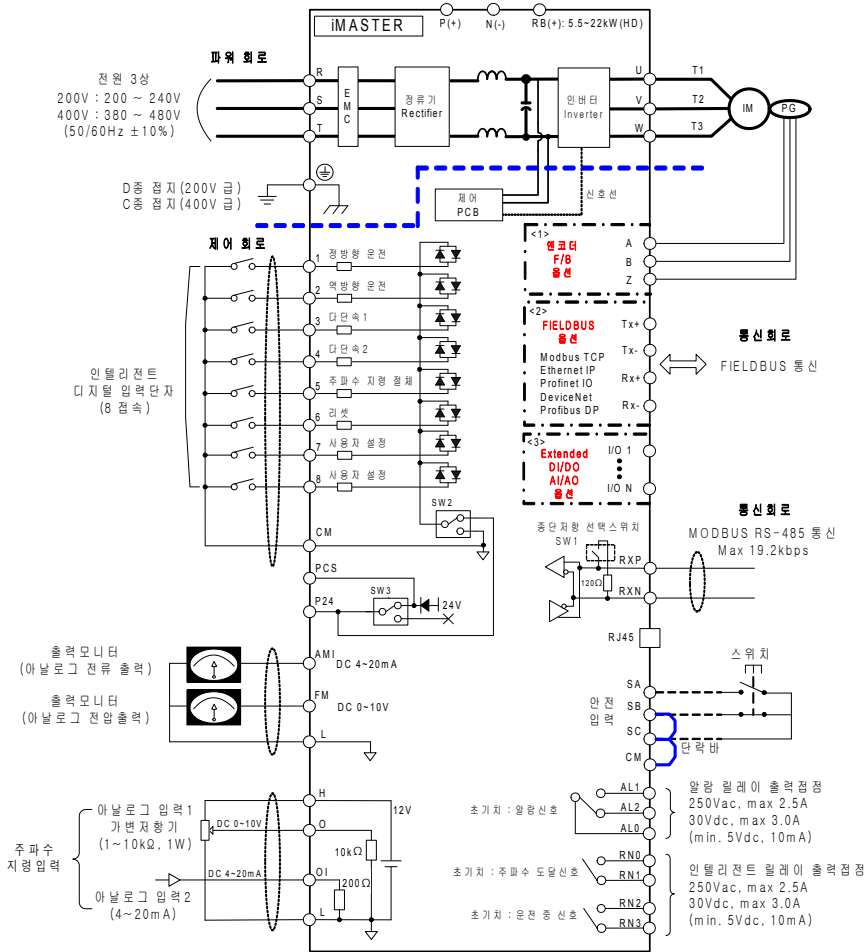 iMASTER
P(+)
N(-)
RB(+): 5.5~22kW(HD)
파워 회로
전원 3상
200V : 200 ~ 240V
400V : 380 ~ 480V
(50/60Hz ±10%)
R
S
T
EMC
정류기
Rectifier
인버터
Inverter
U
V
W
T1
T2
T3
IM
PG
D종 접지(200V 급)
C종 접지(400V 급)
제어
PCB
신호선
제어 회로
1
정방향 운전
2
역방향 운전
3
다단속1
4
다단속2
5
주파수 지령 절체
6
리셋
7
사용자 설정
8
사용자 설정
인텔리전트
디지털 입력단자
(8 접속)
<1>
엔코더
F/B
옵션
A
B
Z
<2>
FIELDBUS
옵션
Modbus TCP
Ethernet IP
Profinet IO
DeviceNet
Profibus DP
Tx+
Tx-
Rx+
Rx-
통신회로
FIELDBUS 통신
<3>
Extended
DI/DO
AI/AO
옵션
I/O 1
I/O N
SW2
CM
PCS
P24
SW3
24V
통신회로
MODBUS RS-485 통신
Max 19.2kbps
종단저항 선택스위치
SW1
120Ω
RXP
RXN
RJ45
출력모니터
(아날로그 전류 출력)
AMI
DC 4~20mA
출력모니터
(아날로그 전압출력)
FM
DC 0~10V
L
스위치
안전
입력
SA
SB
SC
CM
단락바
주파수
지령입력
아날로그 입력1
가변저항기
(1~10kΩ, 1W)
아날로그 입력2
(4~20mA)
H
DC 0~10V
O
DC 4~20mA
OI
L
12V
10kΩ
200Ω
초기치 : 알람신호
AL1
AL2
AL0
알람 릴레이 출력접점
250Vac, max 2.5A
30Vdc, max 3.0A
(min. 5Vdc, 10mA)
초기치 : 주파수 도달신호
RN0
RN1
초기치 : 운전 중 신호
RN2
RN3
인텔리전트 릴레이 출력접점
250Vac, max 2.5A
30Vdc, max 3.0A
(min. 5Vdc, 10mA)